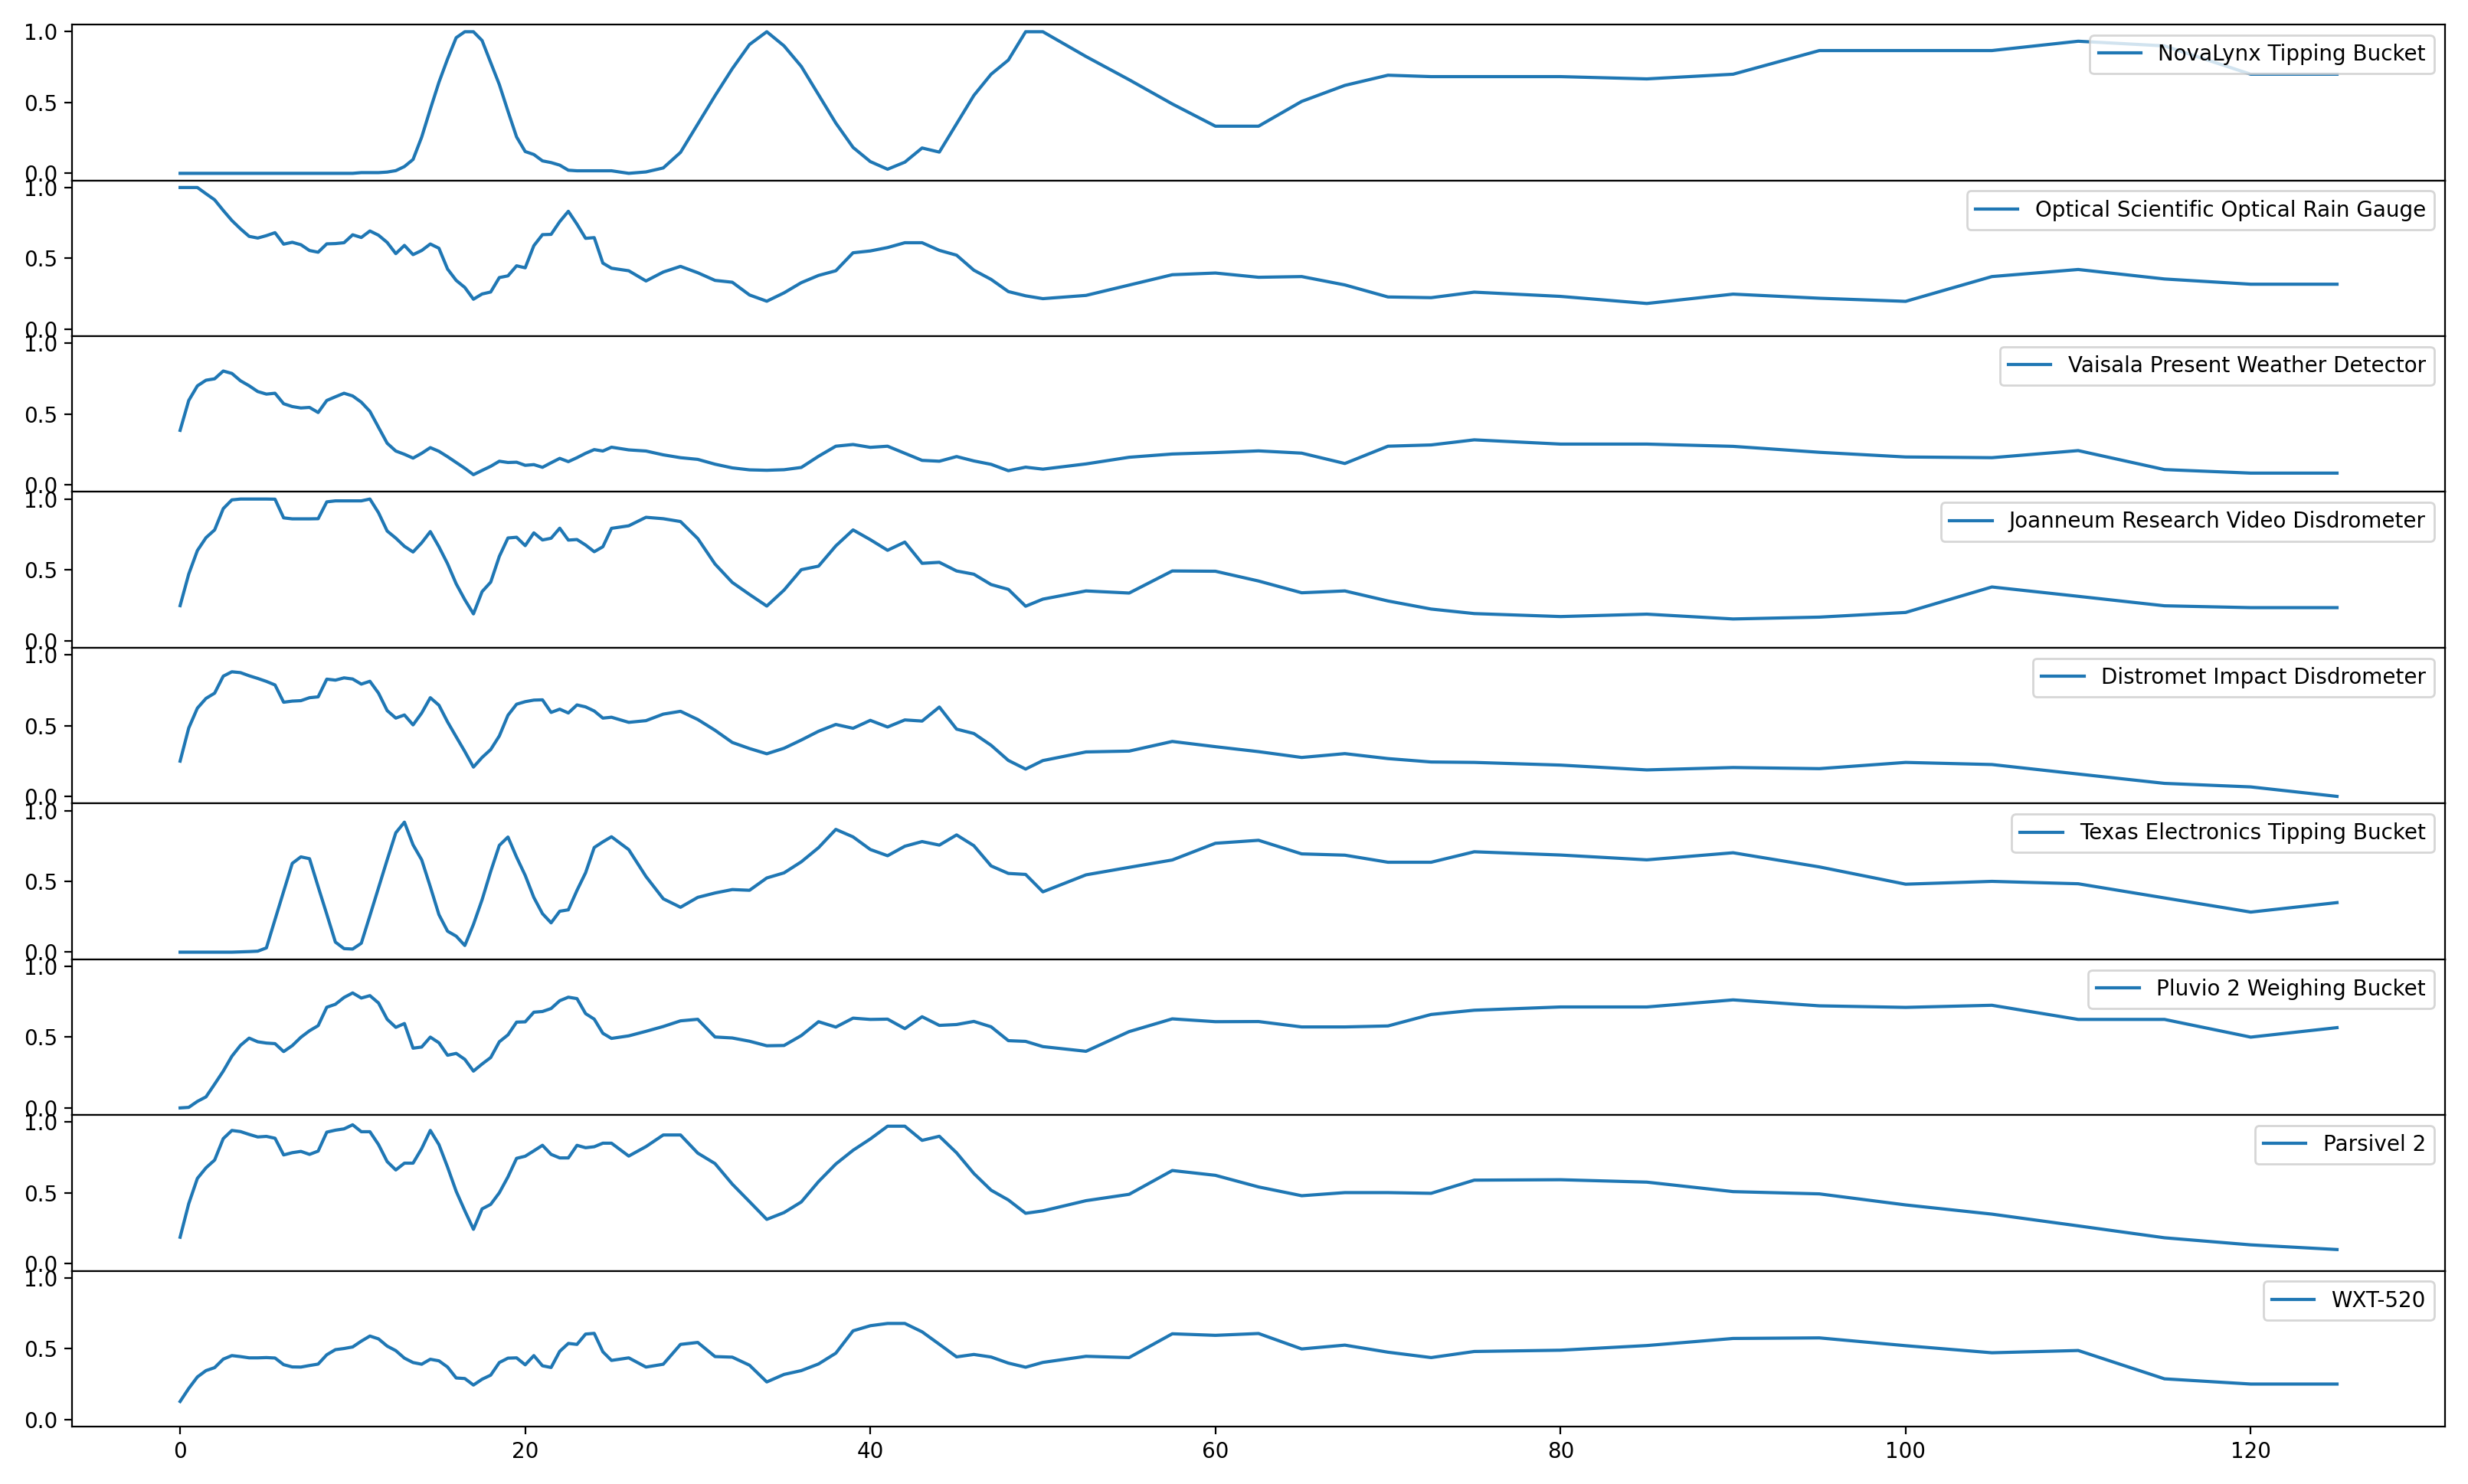 1.0
NovaLynx Tipping Bucket
0.5
0.0
1.0
Optical Scientific Optical Rain Gauge
0.5
0.0
1.0
Vaisala Present Weather Detector
0.5
0.0
1.0
Joanneum Research Video Disdrometer
0.5
0.0
1.0
Distromet Impact Disdrometer
0.5
0.0
1.0
Texas Electronics Tipping Bucket
0.5
0.0
1.0
Pluvio 2 Weighing Bucket
0.5
0.0
1.0
Parsivel 2
0.5
0.0
1.0
WXT-520
0.5
0.0
0 20 40 60 80 100 120